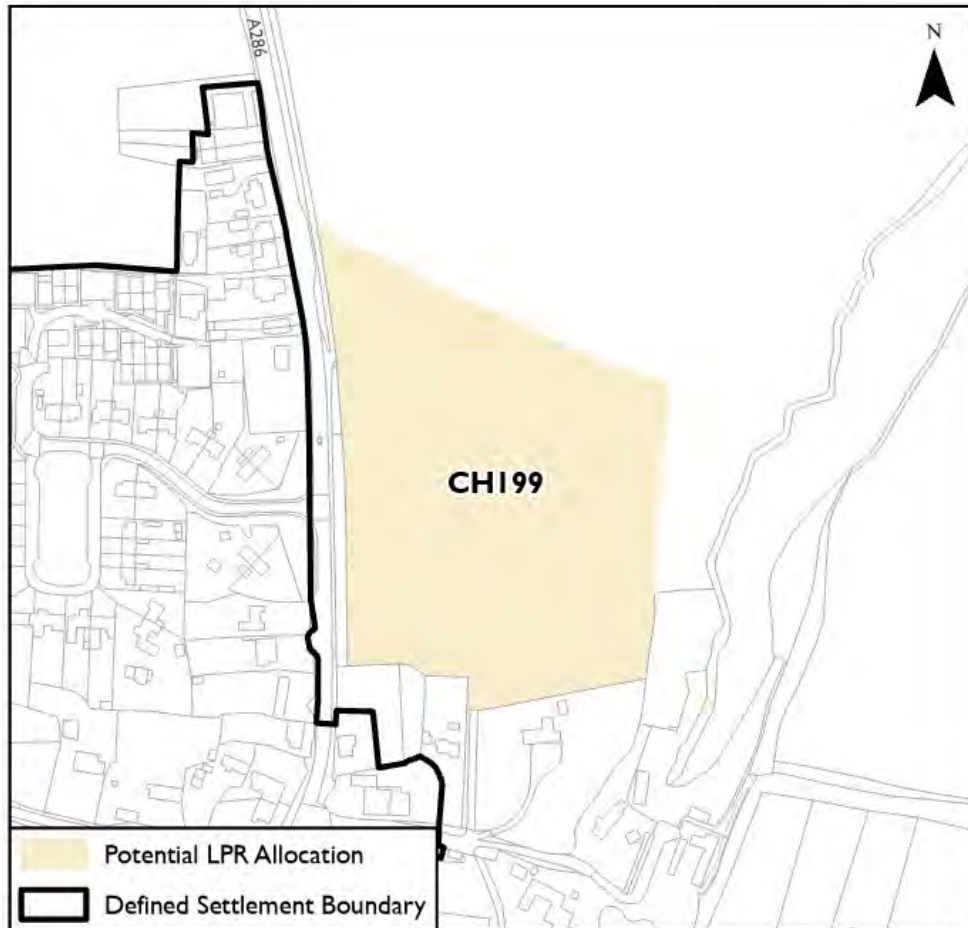 A286
N
CH199
Potential LPR Allocation
Defined Settlement Boundary